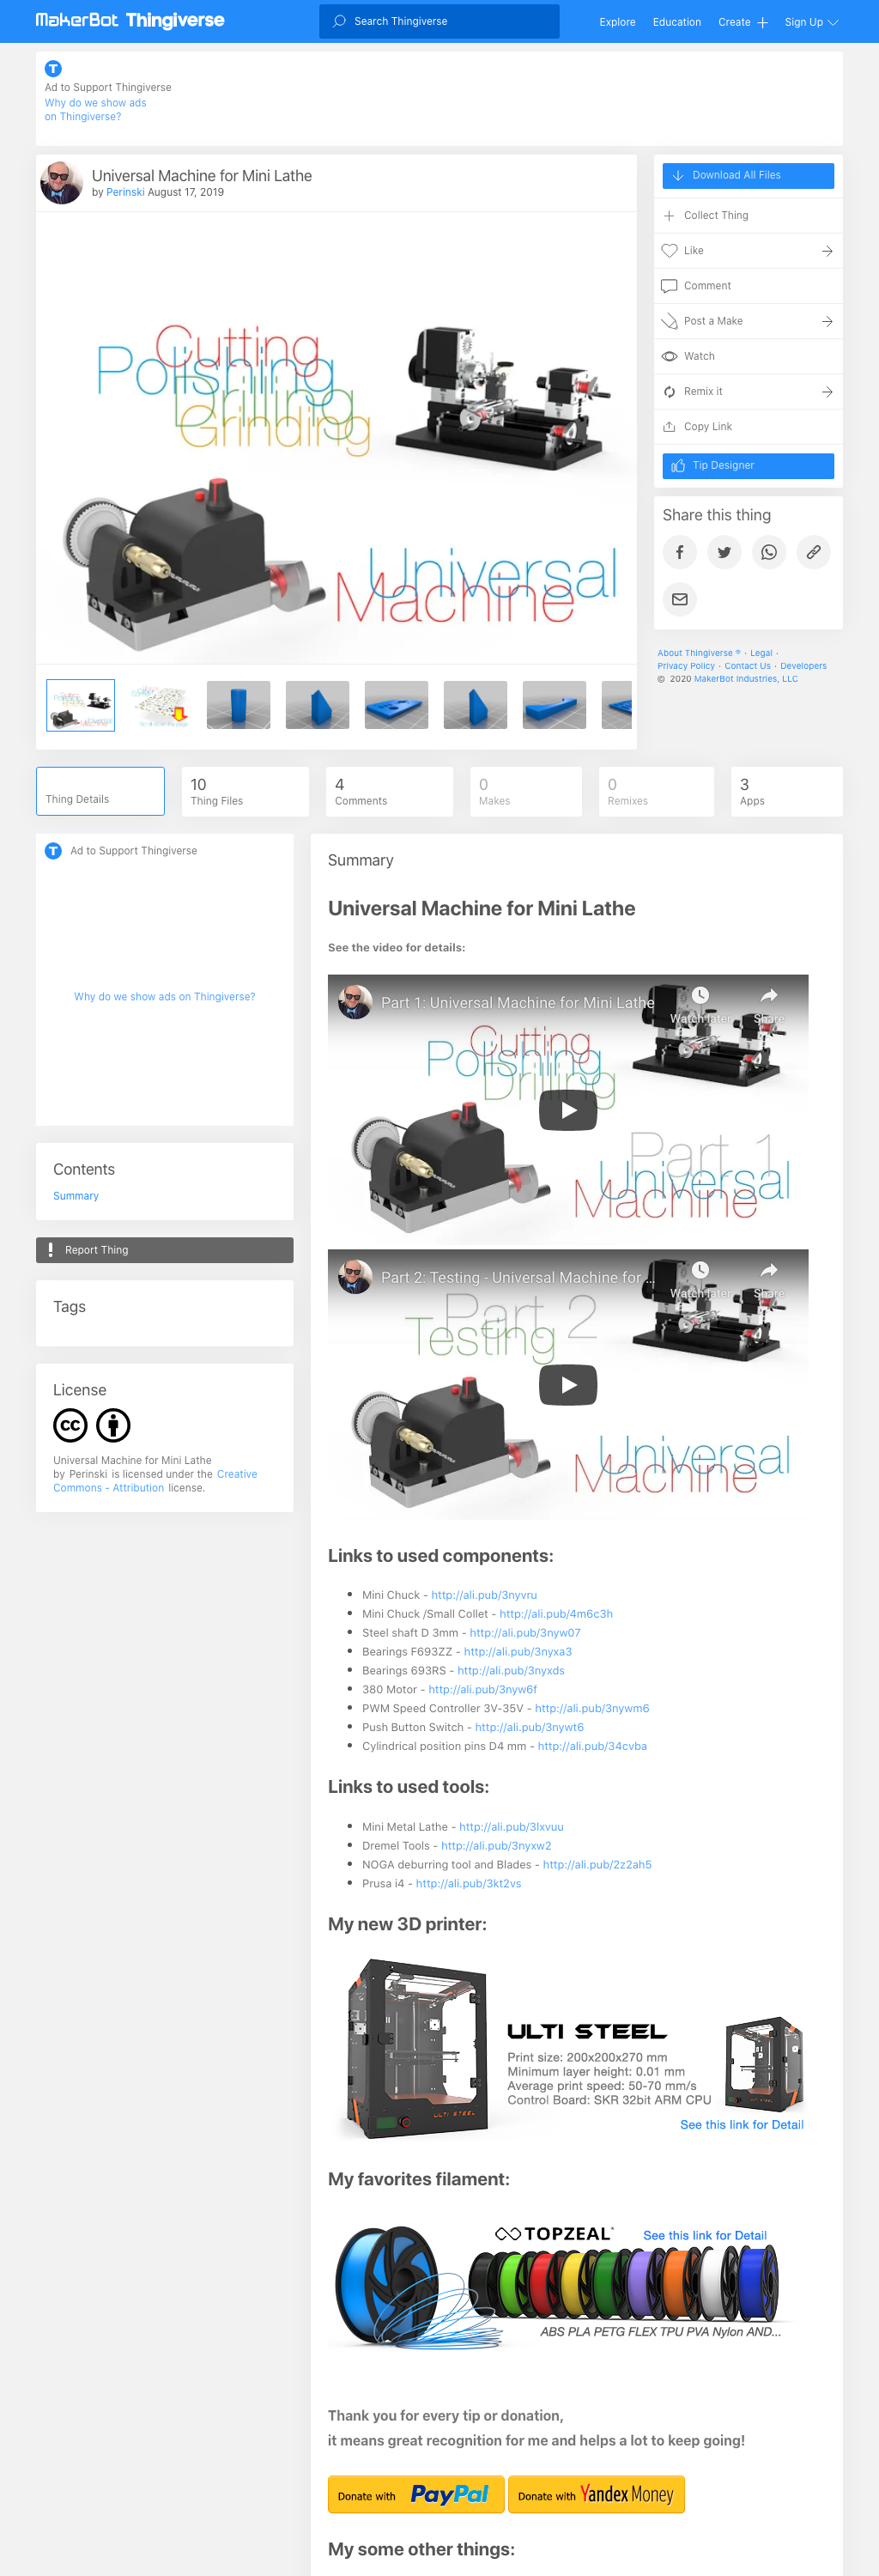 MakerBot Thingiverse
Search Thingiverse
Explore Education Create Sign Up
Ad to Support Thingiverse
Why do we show ads
on Thingiverse?
Universal Machine for Mini Lathe
by Perinski August 17, 2019
Cutting
Polishing
Drilling
Grinding
Universal
Machine
Download All Files
Collect Thing
Like
Comment
Post a Make
Watch
Remix it
Copy Link
Tip Designer
Share this thing
About Thingiverse ® · Legal ·
Privacy Policy · Contact Us · Developers
© 2020 MakerBot Industries, LLC
Thing Details
10
Thing Files
4
Comments
0
Makes
0
Remixes
3
Apps
Ad to Support Thingiverse
Why do we show ads on Thingiverse?
Contents
Summary
Report Thing
Tags
License
Universal Machine for Mini Lathe
by Perinski is licensed under the Creative
Commons - Attribution license.
Summary
Universal Machine for Mini Lathe
See the video for details:
Part 1: Universal Machine for Mini Lathe
Watch later Share
Cutting
Polishing
Drilling
Part 1
Universal
Machine
Part 2: Testing - Universal Machine for ...
Watch later Share
Part 2
Testing
Universal
Machine
Links to used components:
Mini Chuck - http://ali.pub/3nyvru
Mini Chuck /Small Collet - http://ali.pub/4m6c3h
Steel shaft D 3mm - http://ali.pub/3nyw07
Bearings F693ZZ - http://ali.pub/3nyxa3
Bearings 693RS - http://ali.pub/3nyxds
380 Motor - http://ali.pub/3nyw6f
PWM Speed Controller 3V-35V - http://ali.pub/3nywm6
Push Button Switch - http://ali.pub/3nywt6
Cylindrical position pins D4 mm - http://ali.pub/34cvba
Links to used tools:
Mini Metal Lathe - http://ali.pub/3lxvuu
Dremel Tools - http://ali.pub/3nyxw2
NOGA deburring tool and Blades - http://ali.pub/2z2ah5
Prusa i4 - http://ali.pub/3kt2vs
My new 3D printer:
ULTI STEEL
ULTI STEEL
Print size: 200x200x270 mm
Minimum layer height: 0.01 mm
Average print speed: 50-70 mm/s
Control Board: SKR 32bit ARM CPU
See this link for Detail
My favorites filament:
TOPZEAL
See this link for Detail
ABS PLA PETG FLEX TPU PVA Nylon AND...
Thank you for every tip or donation,
it means great recognition for me and helps a lot to keep going!
Donate with PayPal
Donate with Yandex Money
My some other things: